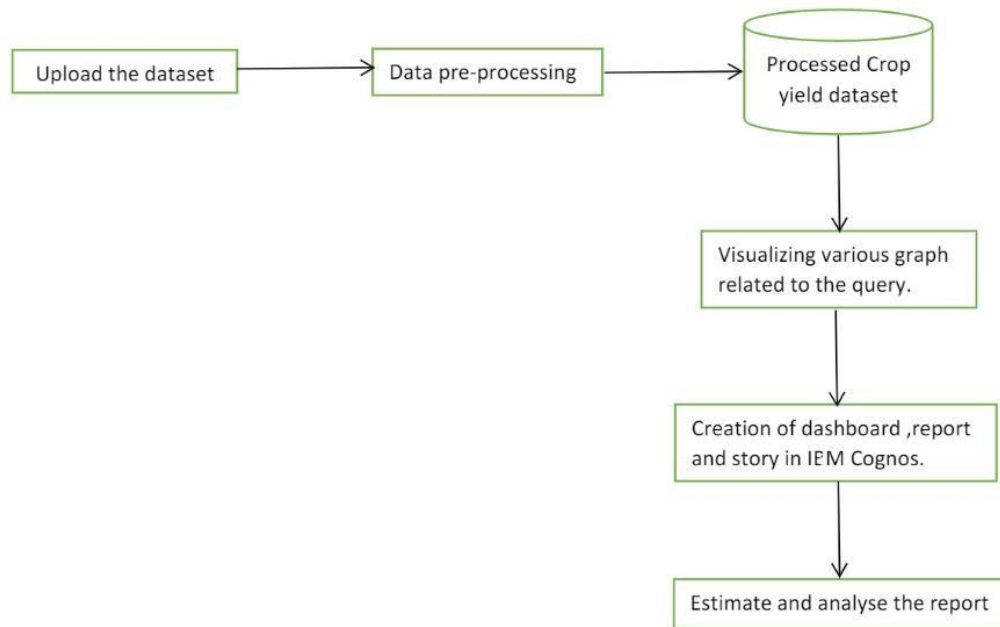 Upload the dataset
Data pre-processing
Processed Crop
yield dataset
Visualizing various graph
related to the query.
Creation of dashboard ,report
and story in IBM Cognos.
Estimate and analyse the report